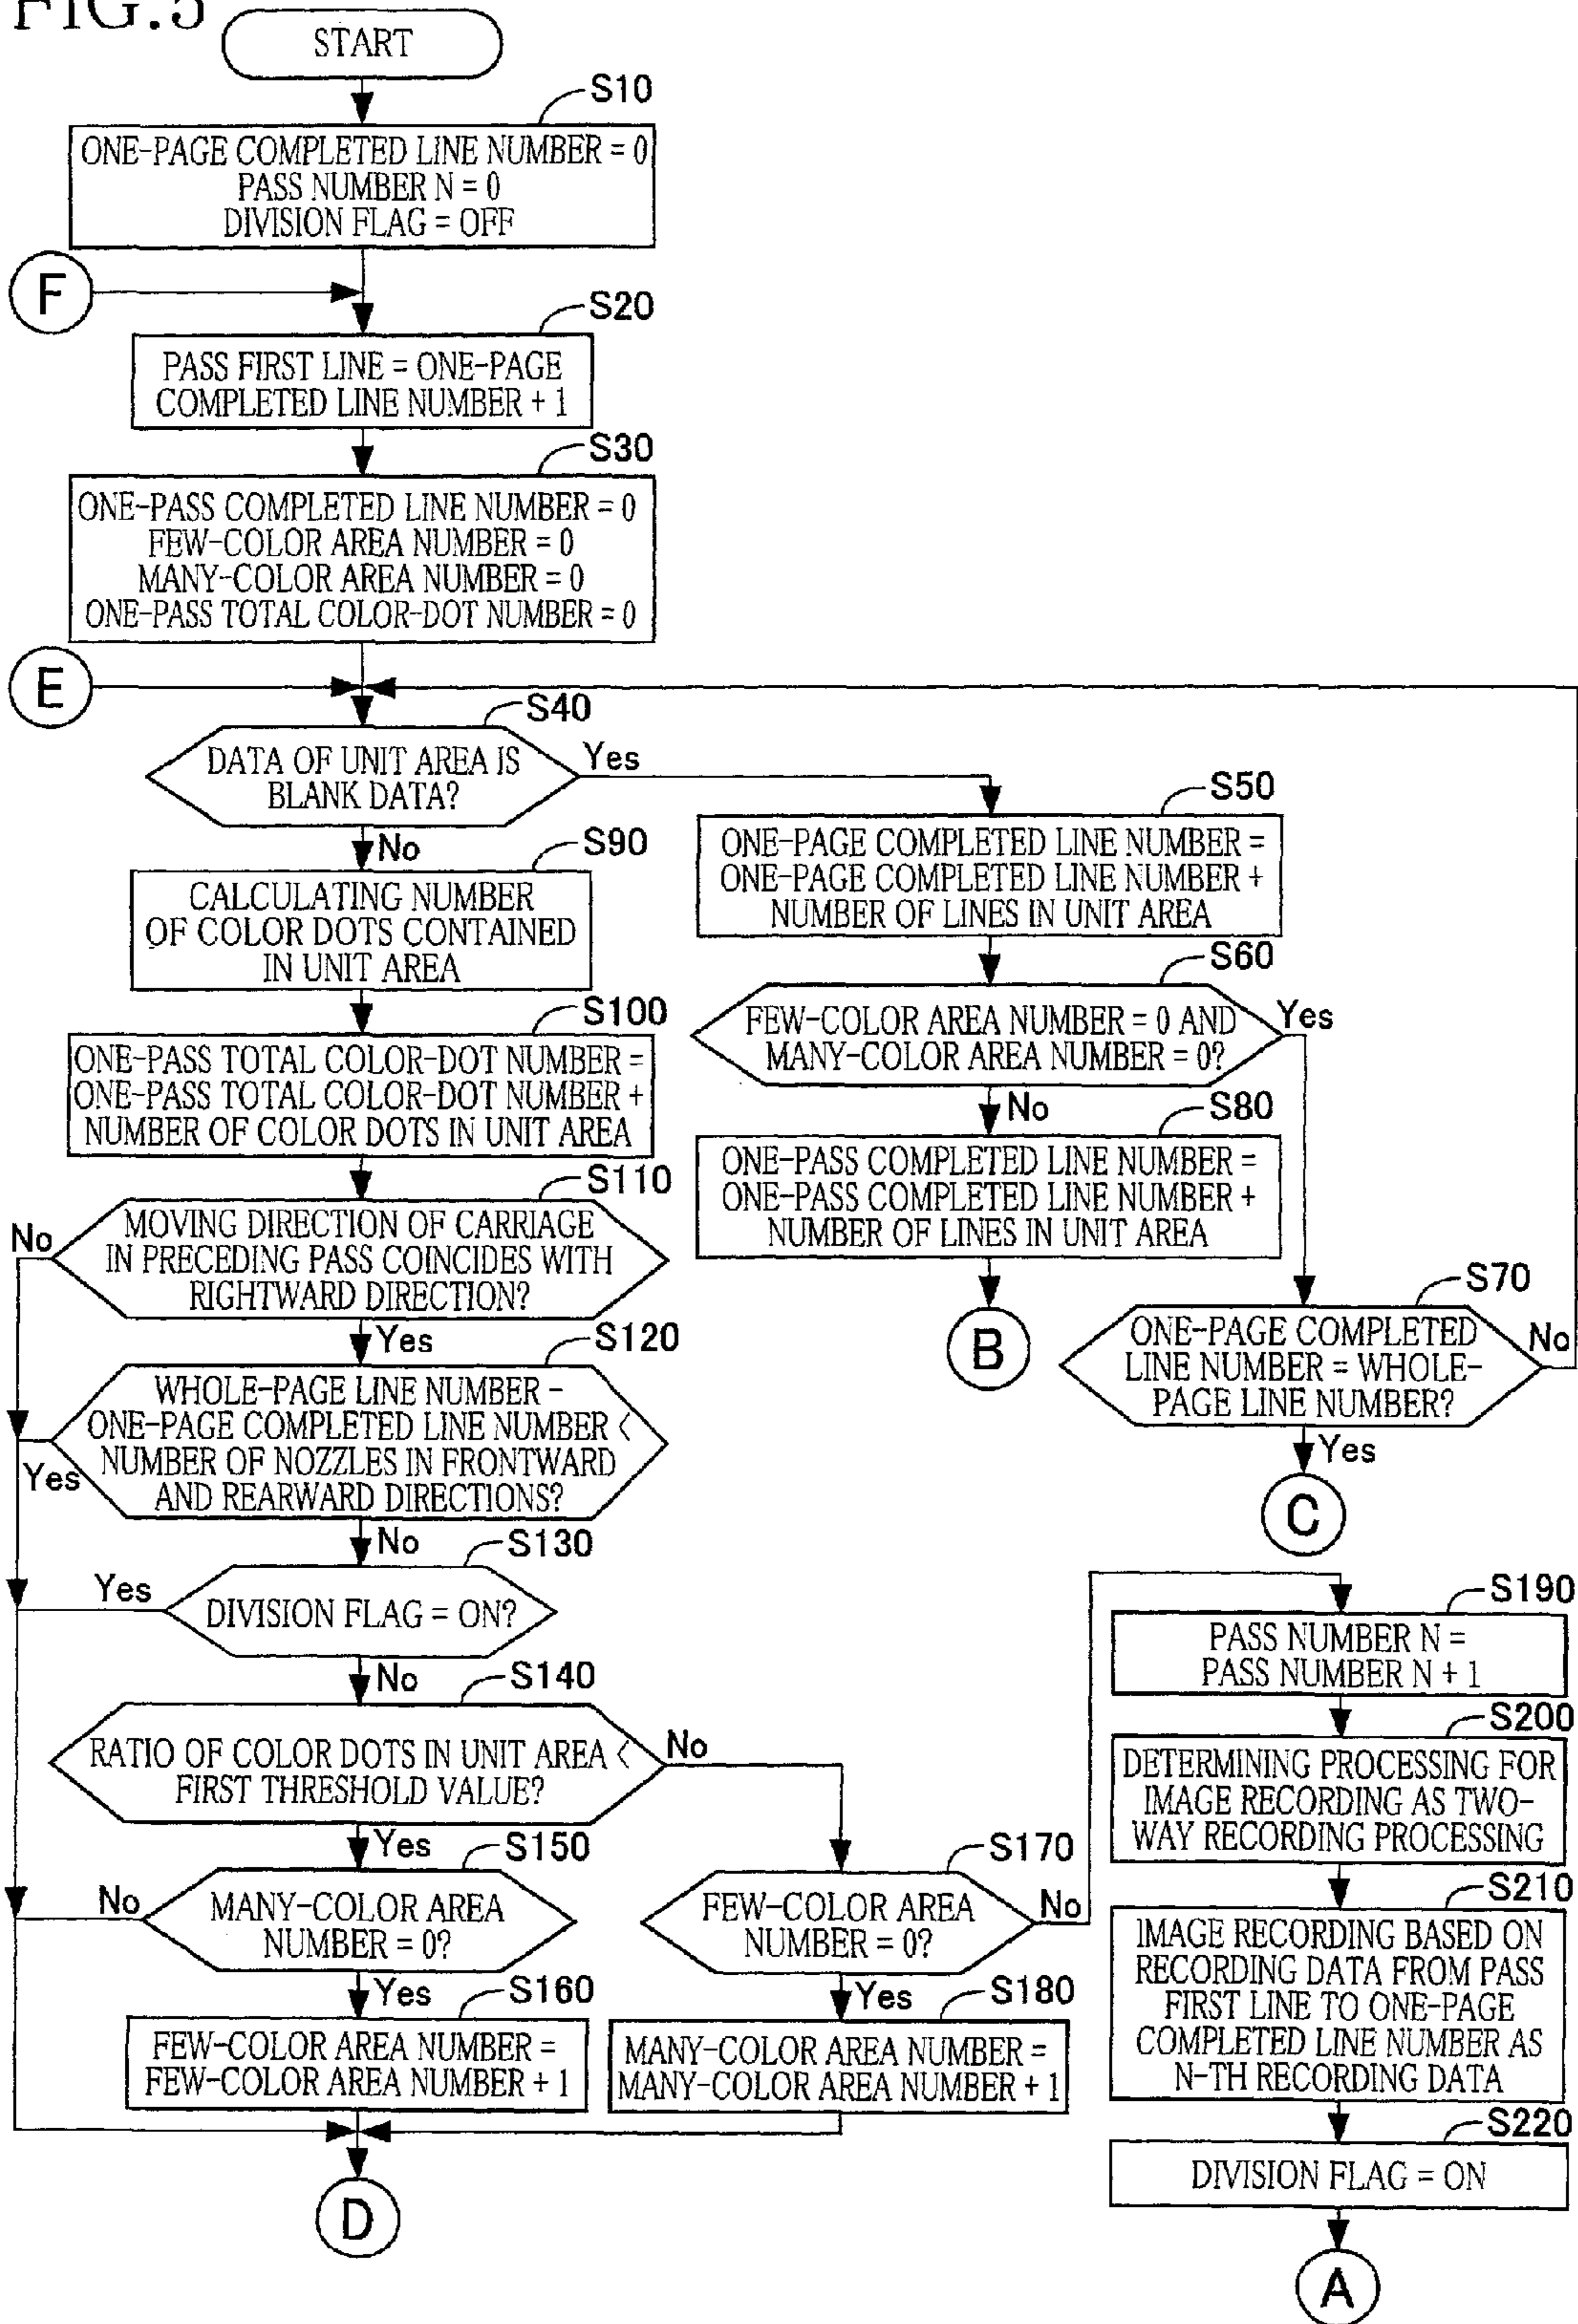 FIG.5
START
S10
ONE-PAGE COMPLETED LINE NUMBER = 0
PASS NUMBER N = 0
DIVISION FLAG = OFF
F
S20
PASS FIRST LINE = ONE-PAGE
COMPLETED LINE NUMBER + 1
S30
ONE-PASS COMPLETED LINE NUMBER = 0
FEW-COLOR AREA NUMBER = 0
MANY-COLOR AREA NUMBER = 0
ONE-PASS TOTAL COLOR-DOT NUMBER = 0
E
S40
DATA OF UNIT AREA IS
BLANK DATA?
Yes
No
S50
ONE-PAGE COMPLETED LINE NUMBER =
ONE-PAGE COMPLETED LINE NUMBER +
NUMBER OF LINES IN UNIT AREA
S60
FEW-COLOR AREA NUMBER = 0 AND
MANY-COLOR AREA NUMBER = 0?
Yes
No
S80
ONE-PASS COMPLETED LINE NUMBER =
ONE-PASS COMPLETED LINE NUMBER +
NUMBER OF LINES IN UNIT AREA
B
S70
ONE-PAGE COMPLETED
LINE NUMBER = WHOLE-
PAGE LINE NUMBER?
No
Yes
C
S90
CALCULATING NUMBER
OF COLOR DOTS CONTAINED
IN UNIT AREA
S100
ONE-PASS TOTAL COLOR-DOT NUMBER =
ONE-PASS TOTAL COLOR-DOT NUMBER +
NUMBER OF COLOR DOTS IN UNIT AREA
S110
MOVING DIRECTION OF CARRIAGE
IN PRECEDING PASS COINCIDES WITH
RIGHTWARD DIRECTION?
No
Yes
S120
WHOLE-PAGE LINE NUMBER -
ONE-PAGE COMPLETED LINE NUMBER <
NUMBER OF NOZZLES IN FRONTWARD
AND REARWARD DIRECTIONS?
Yes
No
S130
DIVISION FLAG = ON?
Yes
No
S140
RATIO OF COLOR DOTS IN UNIT AREA <
FIRST THRESHOLD VALUE?
No
Yes
S150
MANY-COLOR AREA
NUMBER = 0?
No
Yes
S160
FEW-COLOR AREA NUMBER =
FEW-COLOR AREA NUMBER + 1
S170
FEW-COLOR AREA
NUMBER = 0?
No
Yes
S180
MANY-COLOR AREA NUMBER =
MANY-COLOR AREA NUMBER + 1
D
S190
PASS NUMBER N =
PASS NUMBER N + 1
S200
DETERMINING PROCESSING FOR
IMAGE RECORDING AS TWO-
WAY RECORDING PROCESSING
S210
IMAGE RECORDING BASED ON
RECORDING DATA FROM PASS
FIRST LINE TO ONE-PAGE
COMPLETED LINE NUMBER AS
N-TH RECORDING DATA
S220
DIVISION FLAG = ON
A